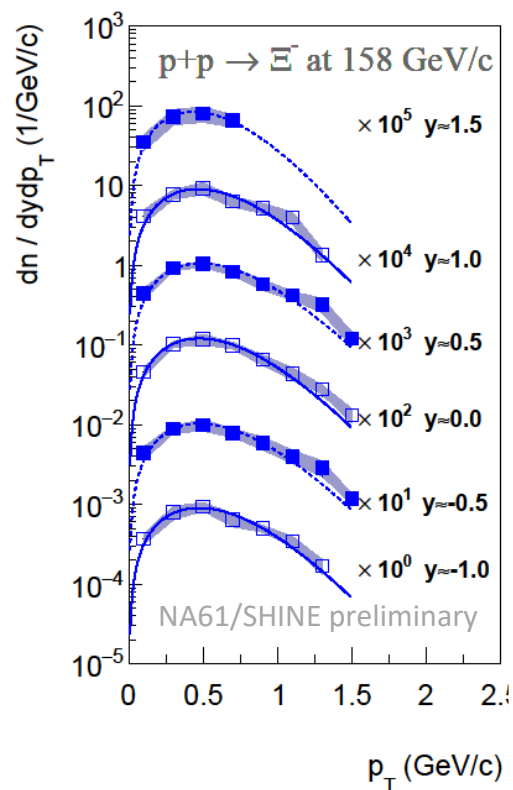 p+p → Ξ⁻ at 158 GeV/c
dn / dydp_T (1/GeV/c)
10³
10²
10
1
10⁻¹
10⁻²
10⁻³
10⁻⁴
10⁻⁵
× 10⁵ y≈1.5
× 10⁴ y≈1.0
× 10³ y≈0.5
× 10² y≈0.0
× 10¹ y≈-0.5
× 10⁰ y≈-1.0
NA61/SHINE preliminary
0 0.5 1 1.5 2 2.5
p_T (GeV/c)